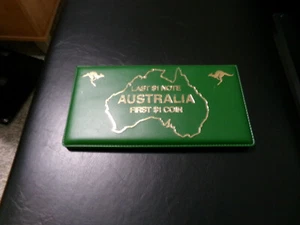 LAST $1 NOTE
AUSTRALIA
FIRST $1 COIN